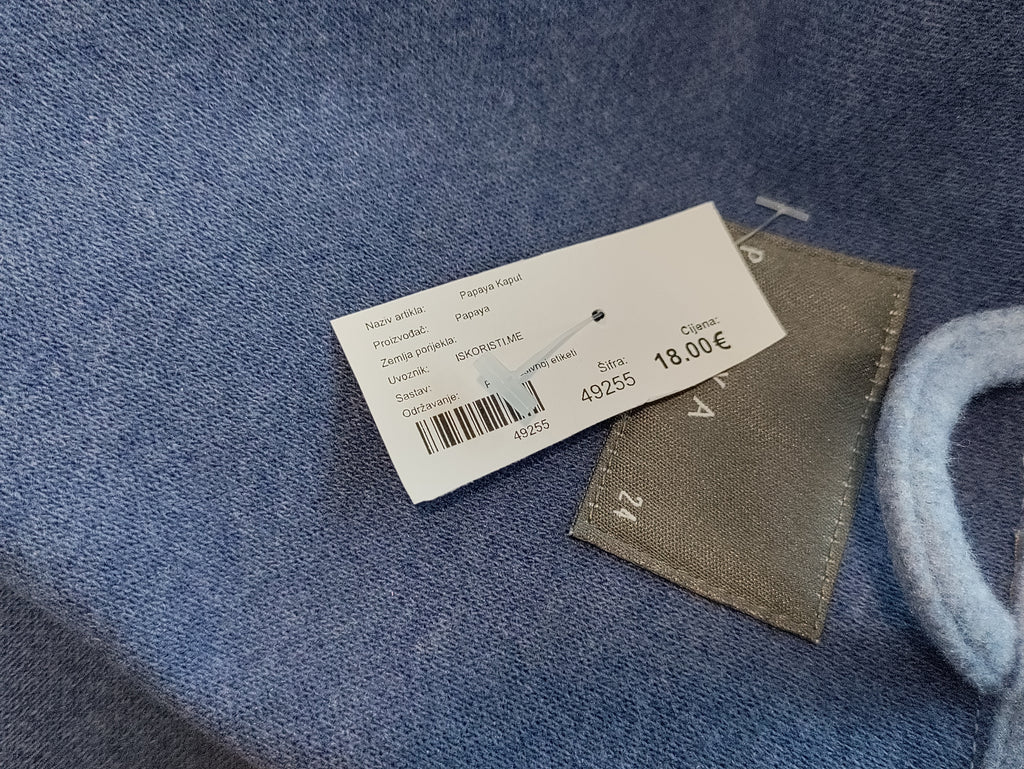 Naziv artikla: Papaya Kaput
Proizvođač: Papaya
Zemlja porijekla:
Uvoznik: ISKORISTI.ME
Sastav:
Održavanje: etiketi
49255
Šifra:
49255
Cijena:
18.00€
P
A
24